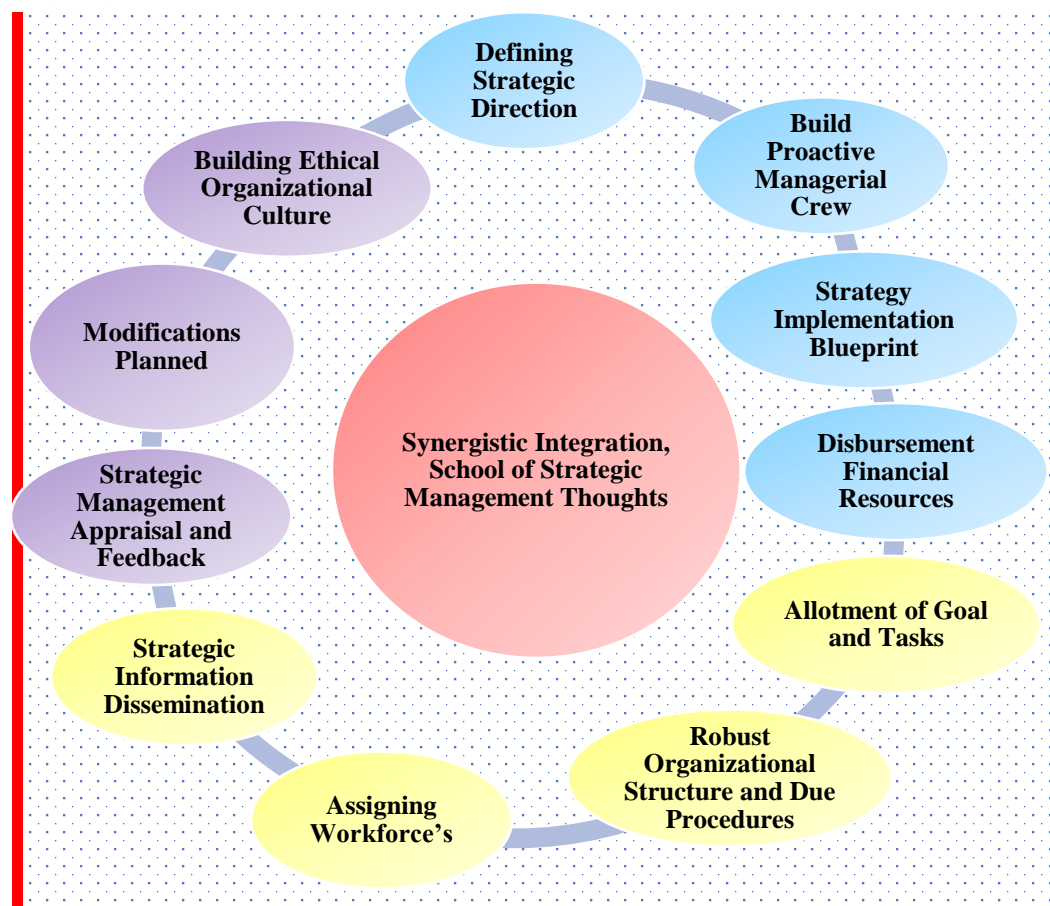 Defining
Strategic
Direction
Build
Proactive
Managerial
Crew
Strategy
Implementation
Blueprint
Disbursement
Financial
Resources
Allotment of Goal
and Tasks
Robust
Organizational
Structure and Due
Procedures
Assigning
Workforce’s
Strategic
Information
Dissemination
Strategic
Management
Appraisal and
Feedback
Modifications
Planned
Building Ethical
Organizational
Culture
Synergistic Integration,
School of Strategic
Management Thoughts